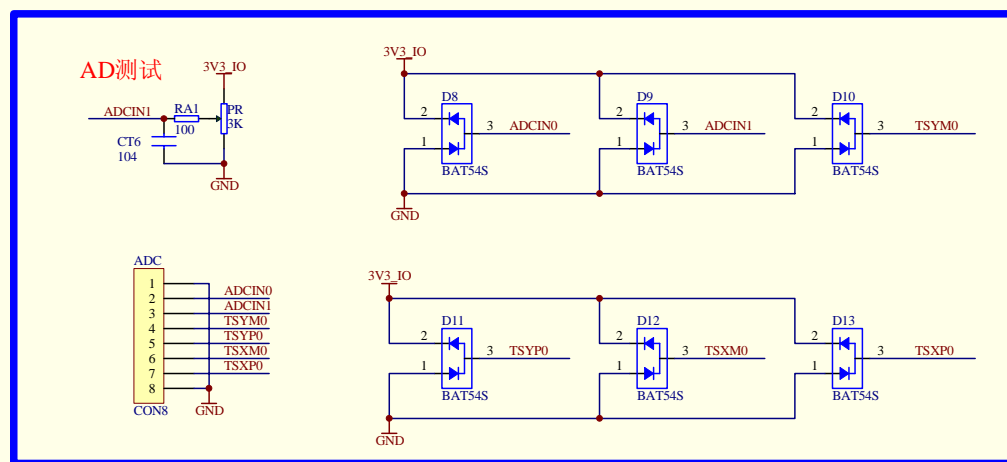 AD测试
3V3_IO
ADCIN1
RA1
100
PR
3K
CT6
104
GND
3V3_IO
D8
2
1
3
ADCIN0
BAT54S
D9
2
1
3
ADCIN1
BAT54S
D10
2
1
3
TSYM0
BAT54S
GND
ADC
1
2
ADCIN0
3
ADCIN1
4
TSYM0
5
TSYP0
6
TSXM0
7
TSXP0
8
CON8
GND
3V3_IO
D11
2
1
3
TSYP0
BAT54S
D12
2
1
3
TSXM0
BAT54S
D13
2
1
3
TSXP0
BAT54S
GND